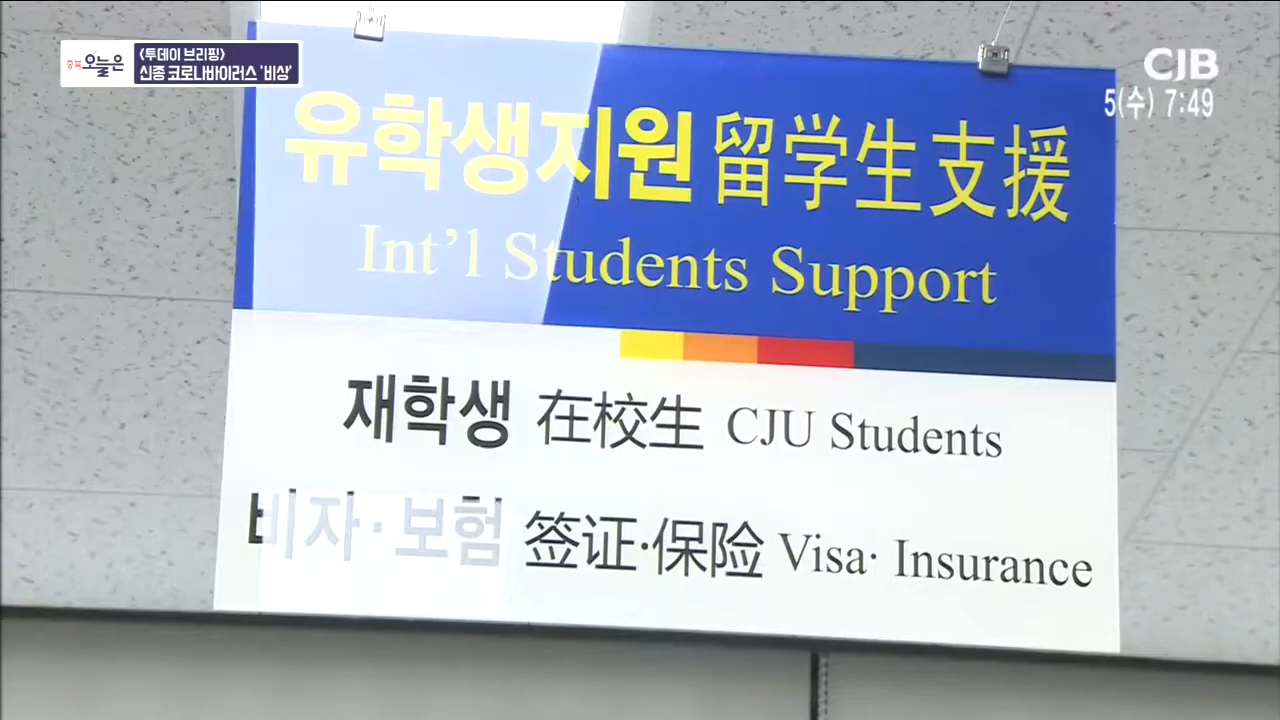 충북 오늘은
<투데이 브리핑>
신종 코로나바이러스 '비상'
CJB
5(수) 7:49
유학생지원 留学生支援
Int'l Students Support
재학생 在校生 CJU Students
비자·보험 签证·保险 Visa· Insurance